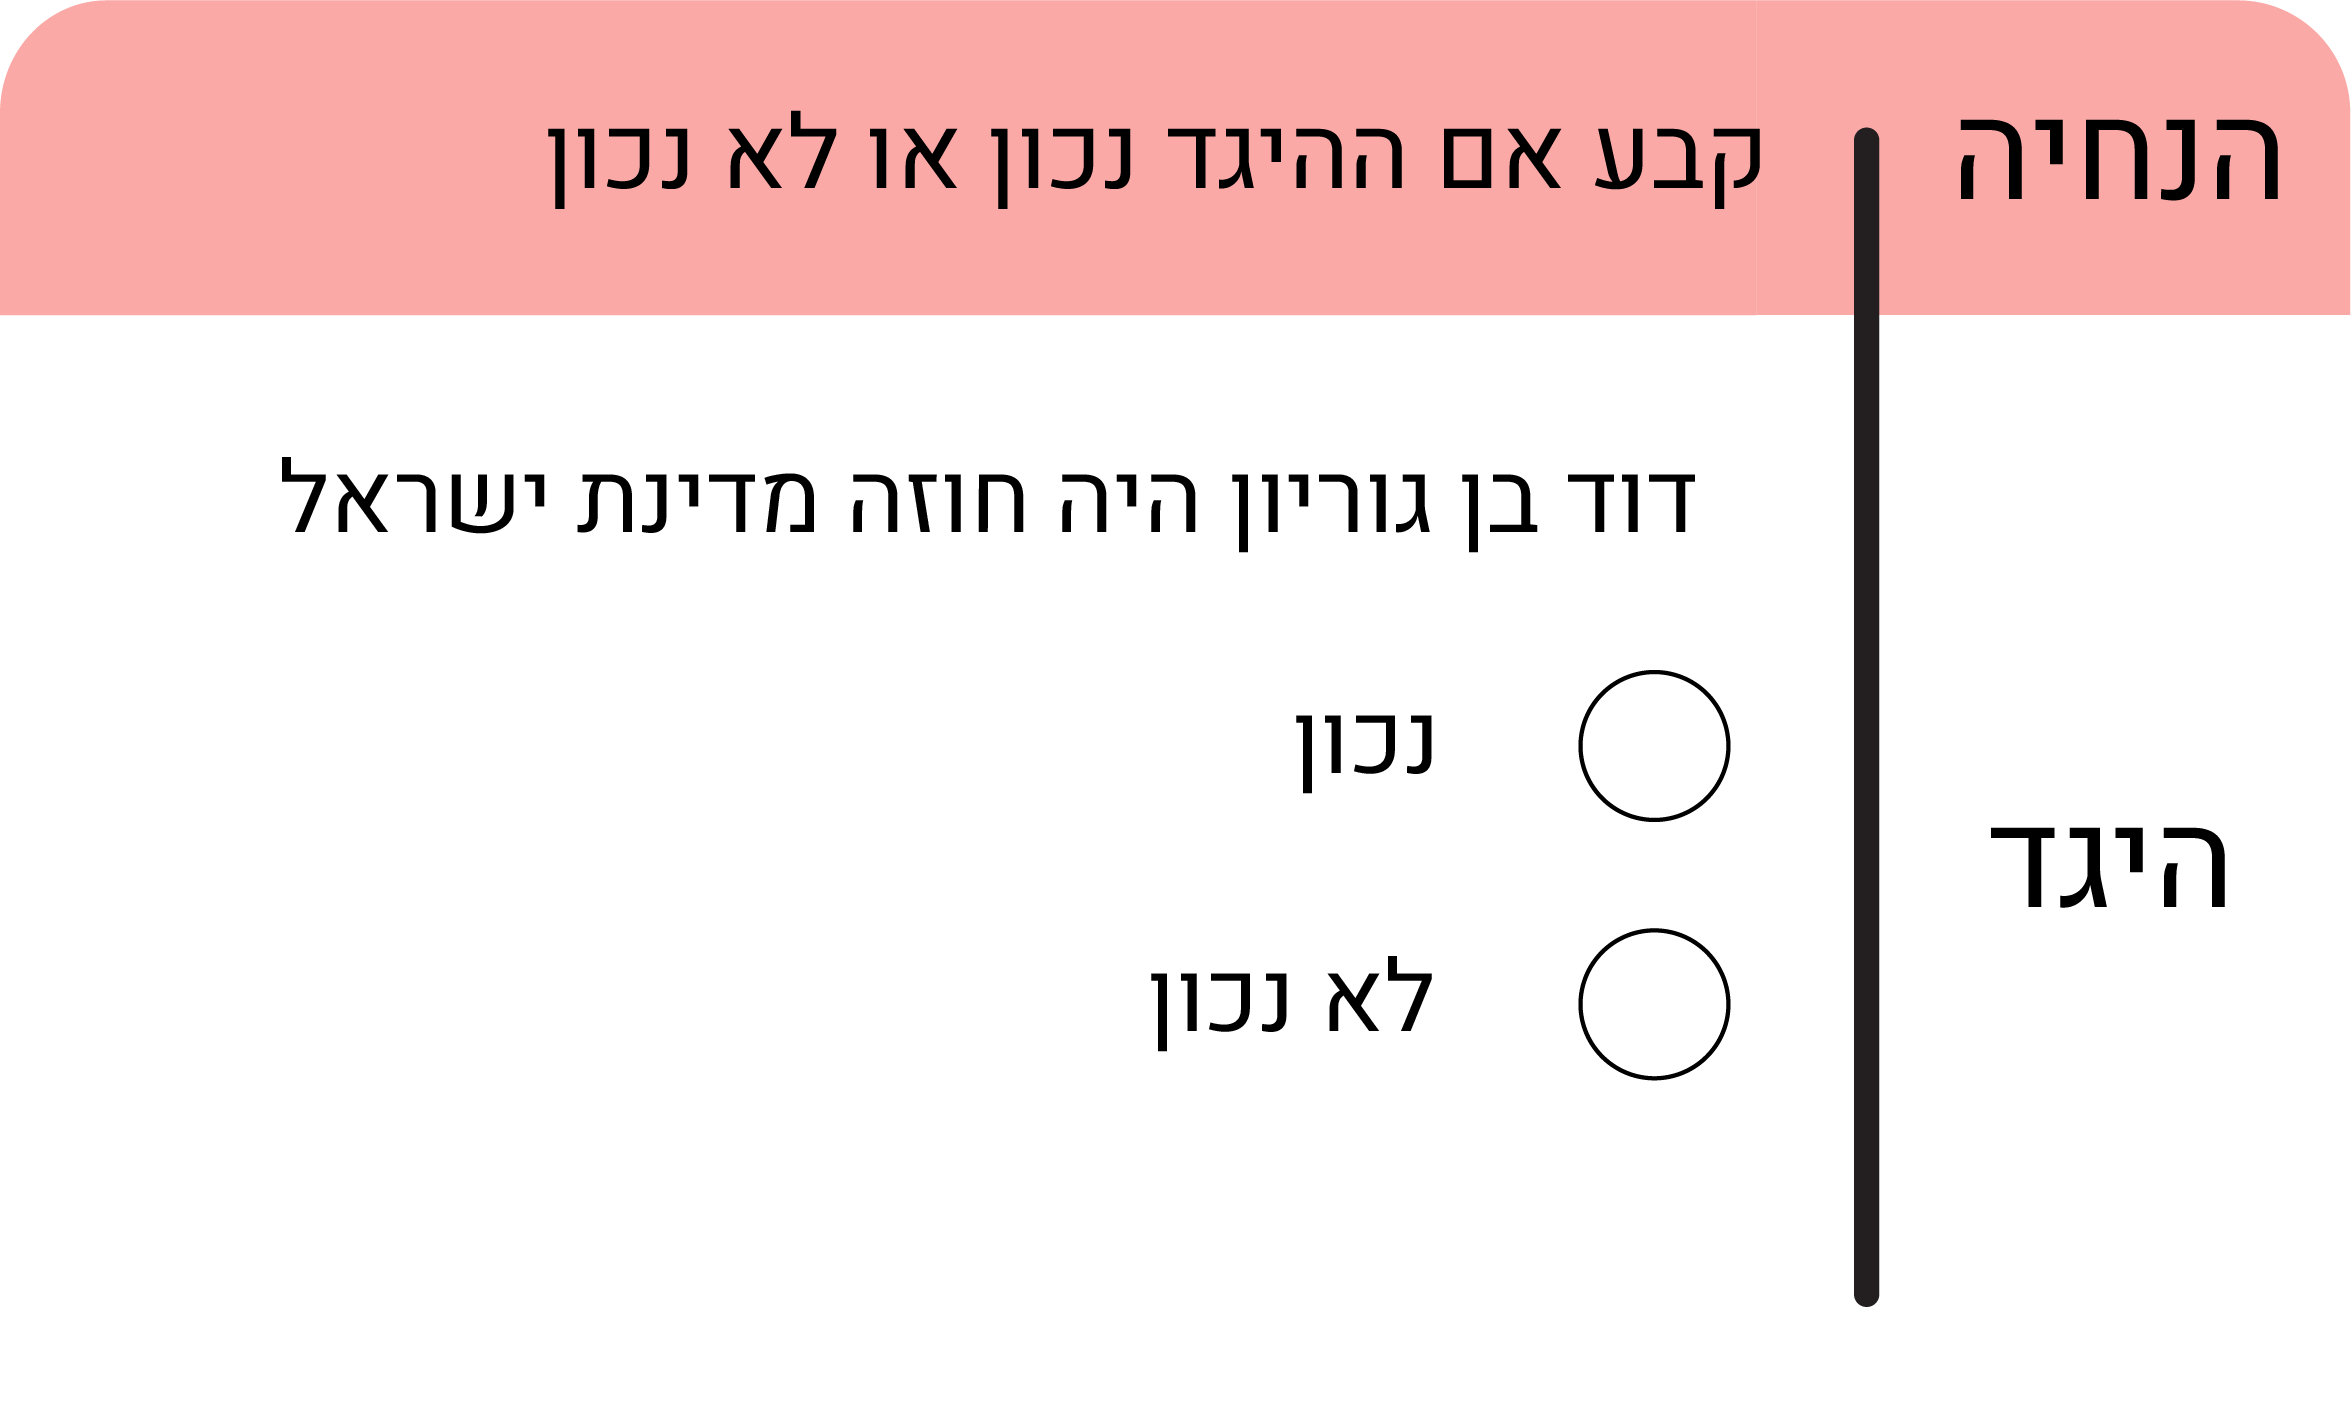 הנחיה
קבע אם ההיגד נכון או לא נכון
היגד
דוד בן גוריון היה חוזה מדינת ישראל
נכון
לא נכון